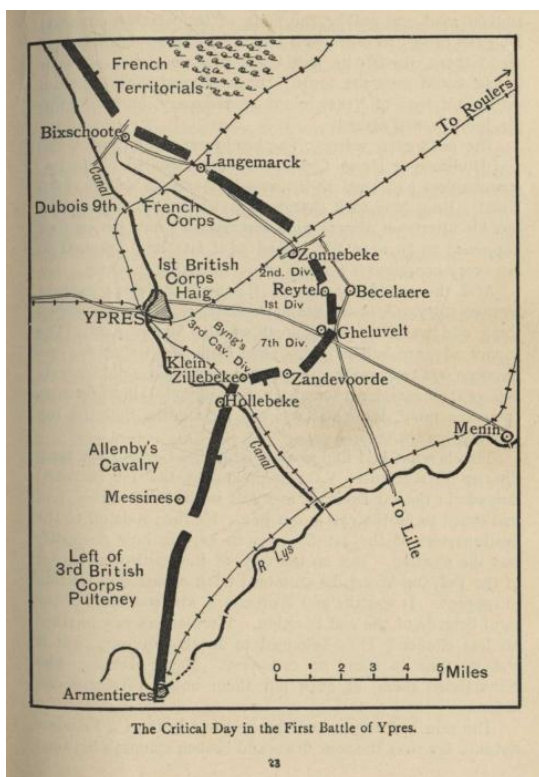 French
Territorials
To Roulers
Bixschoote
Langemarck
Canal
Dubois 9th
French
Corps
Zonnebeke
1st British
Corps
Haig
2nd. Div.
Reytel
Becelaere
1st Div
YPRES
Byng's
3rd Cav. Div.
7th Div.
Gheluvelt
Klein
Zillebeke
Zandevoorde
Hollebeke
Menin
Allenby's
Cavalry
Canal
Messines
To Lille
Left of
3rd British
Corps
Pulteney
R Lys
0 1 2 3 4 5 Miles
Armentieres
The Critical Day in the First Battle of Ypres.
23